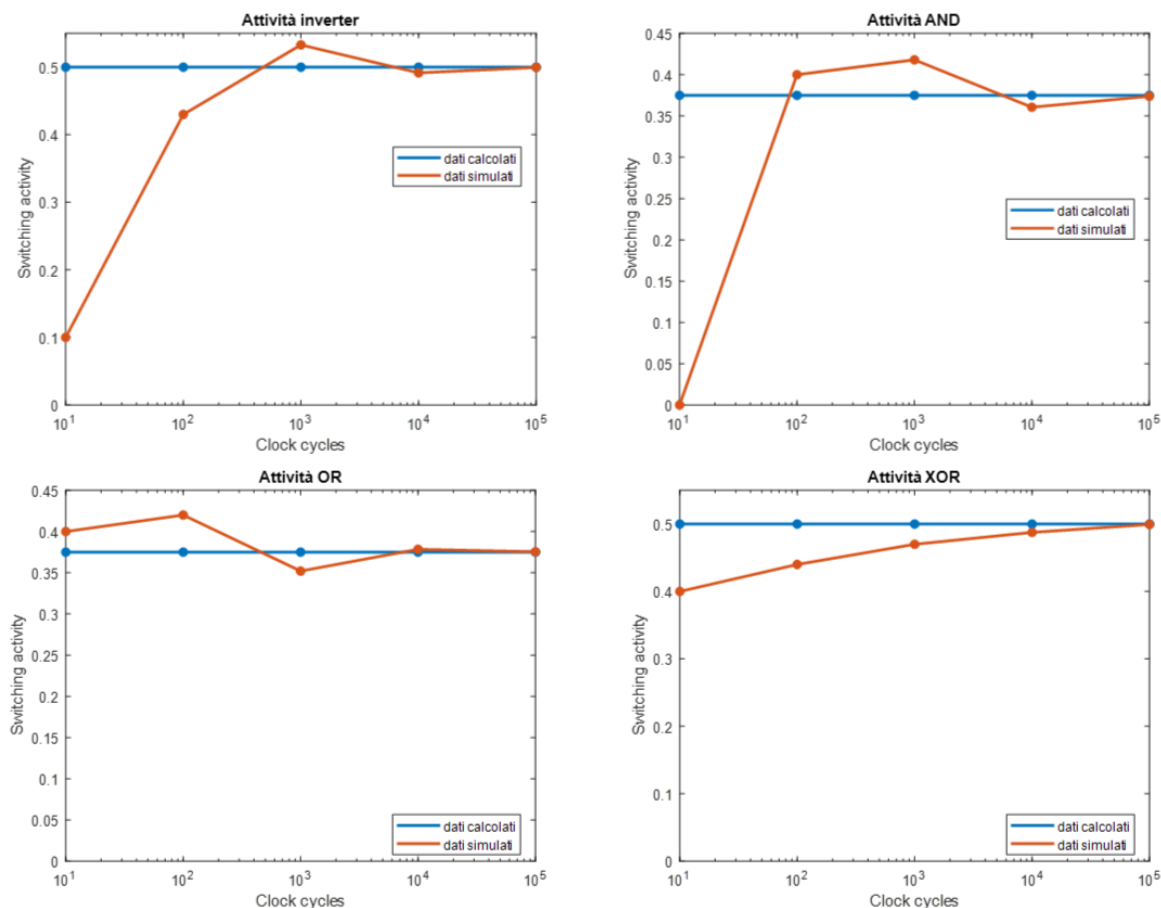 Attività inverter
Switching activity
0.5
0.4
0.3
0.2
0.1
0
dati calcolati
dati simulati
10^1 10^2 10^3 10^4 10^5
Clock cycles
Attività AND
Switching activity
0.45
0.4
0.35
0.3
0.25
0.2
0.15
0.1
0.05
0
dati calcolati
dati simulati
10^1 10^2 10^3 10^4 10^5
Clock cycles
Attività OR
Switching activity
0.45
0.4
0.35
0.3
0.25
0.2
0.15
0.1
0.05
0
dati calcolati
dati simulati
10^1 10^2 10^3 10^4 10^5
Clock cycles
Attività XOR
Switching activity
0.5
0.4
0.3
0.2
0.1
0
dati calcolati
dati simulati
10^1 10^2 10^3 10^4 10^5
Clock cycles